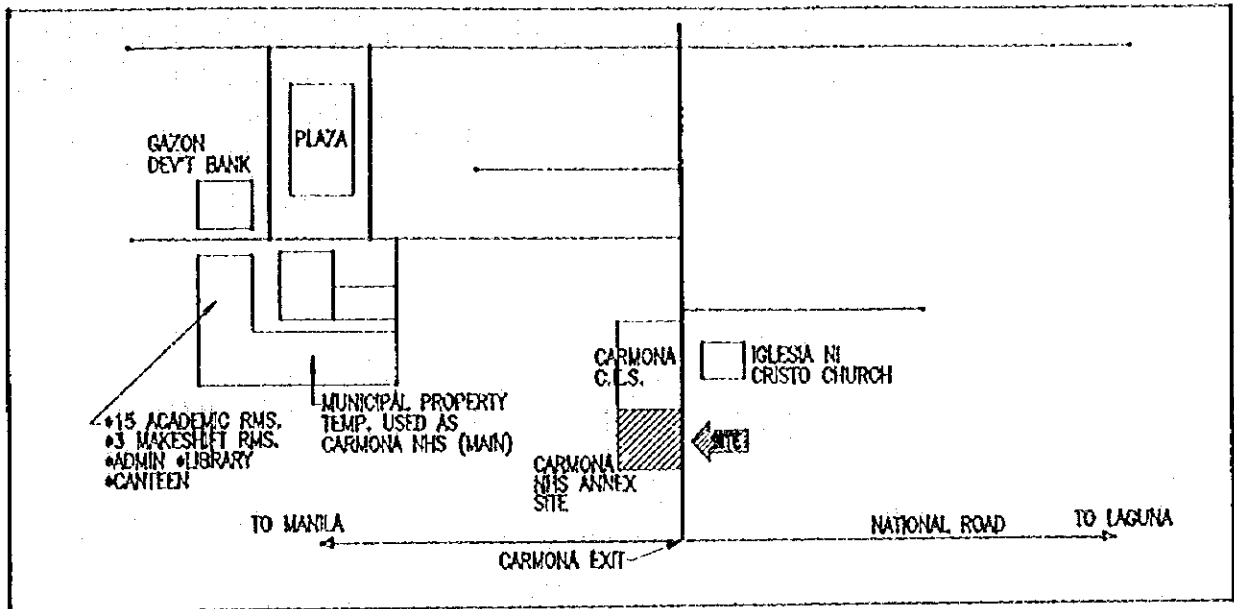 GAZON
DEV'T BANK
PLAZA
CARMONA
C.E.S.
IGLESIA NI
CRISTO CHURCH
•15 ACADEMIC RMS.
•3 MAKESHIFT RMS.
•ADMIN •LIBRARY
•CANTEEN
MUNICIPAL PROPERTY
TEMP. USED AS
CARMONA NHS (MAIN)
SITE
CARMONA
NHS ANNEX
SITE
TO MANILA
NATIONAL ROAD
TO LAGUNA
CARMONA EXIT